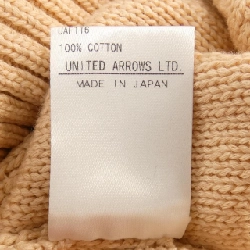 100% COTTON
UNITED ARROWS LTD.
MADE IN JAPAN